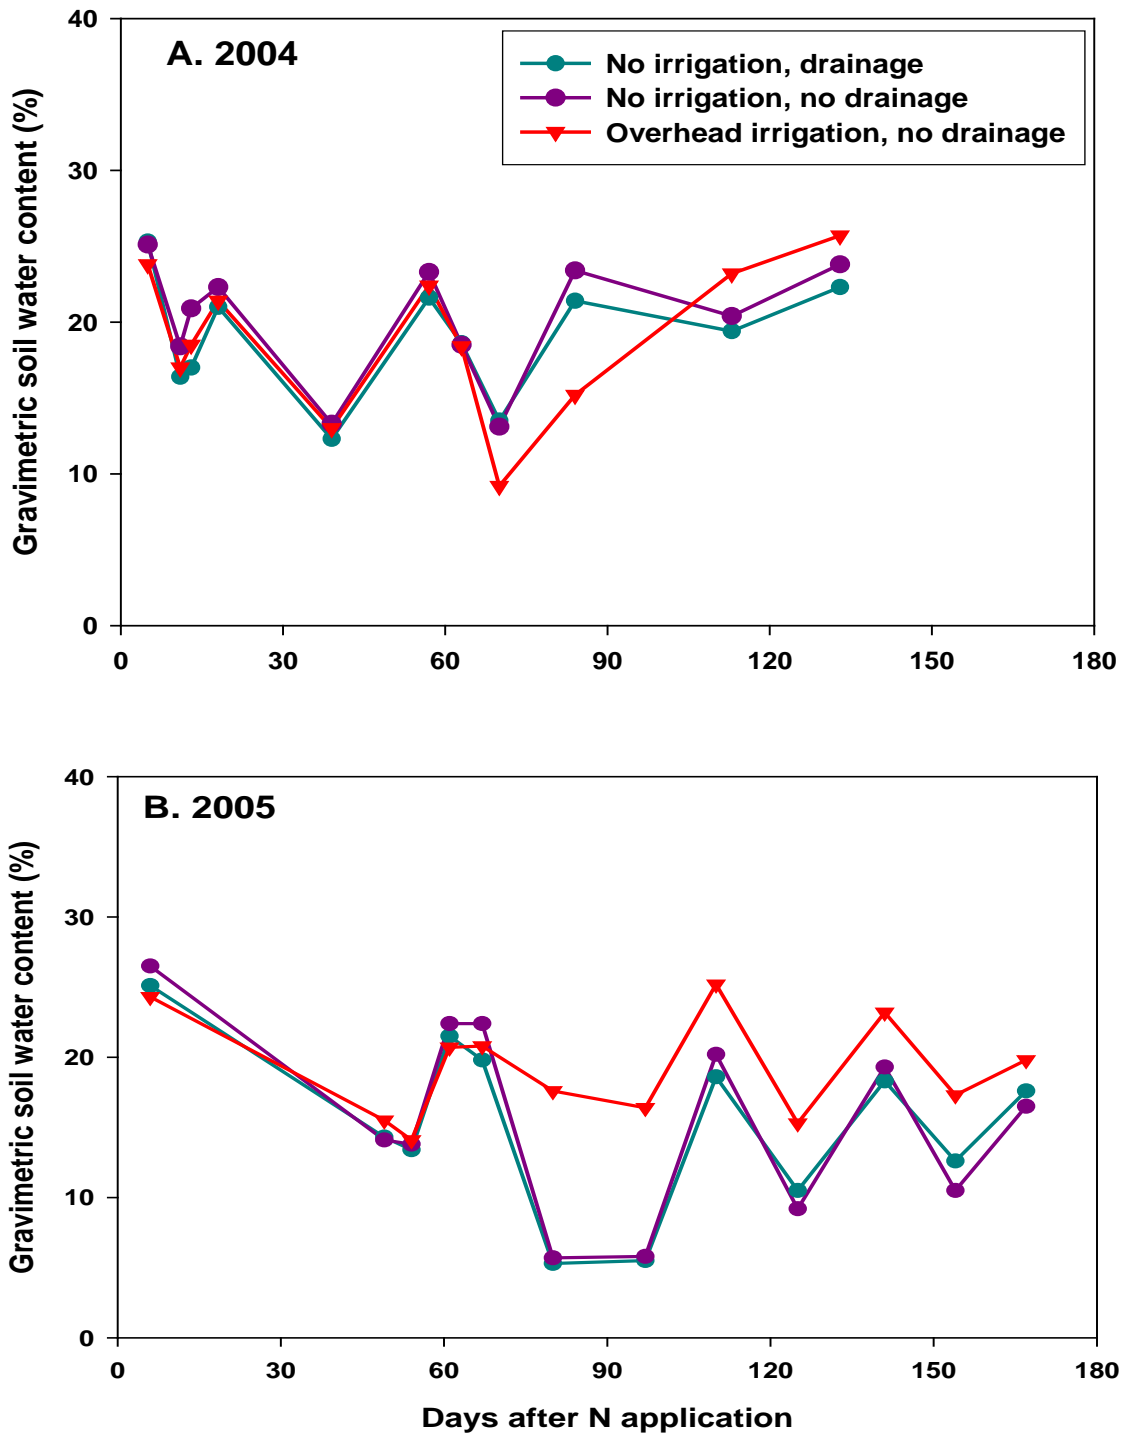 A. 2004
No irrigation, drainage
No irrigation, no drainage
Overhead irrigation, no drainage
Gravimetric soil water content (%)
40
30
20
10
0
0 30 60 90 120 150 180
B. 2005
Gravimetric soil water content (%)
40
30
20
10
0
0 30 60 90 120 150 180
Days after N application